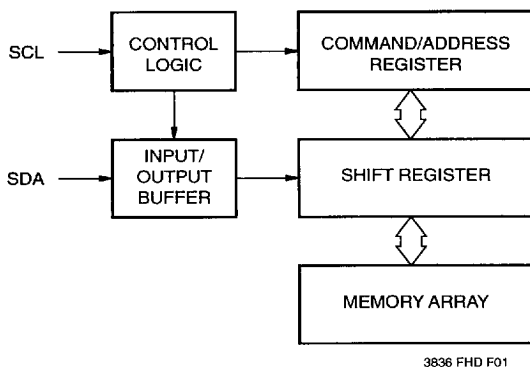 SCL
CONTROL
LOGIC
COMMAND/ADDRESS
REGISTER
SDA
INPUT/
OUTPUT
BUFFER
SHIFT REGISTER
MEMORY ARRAY
3836 FHD F01